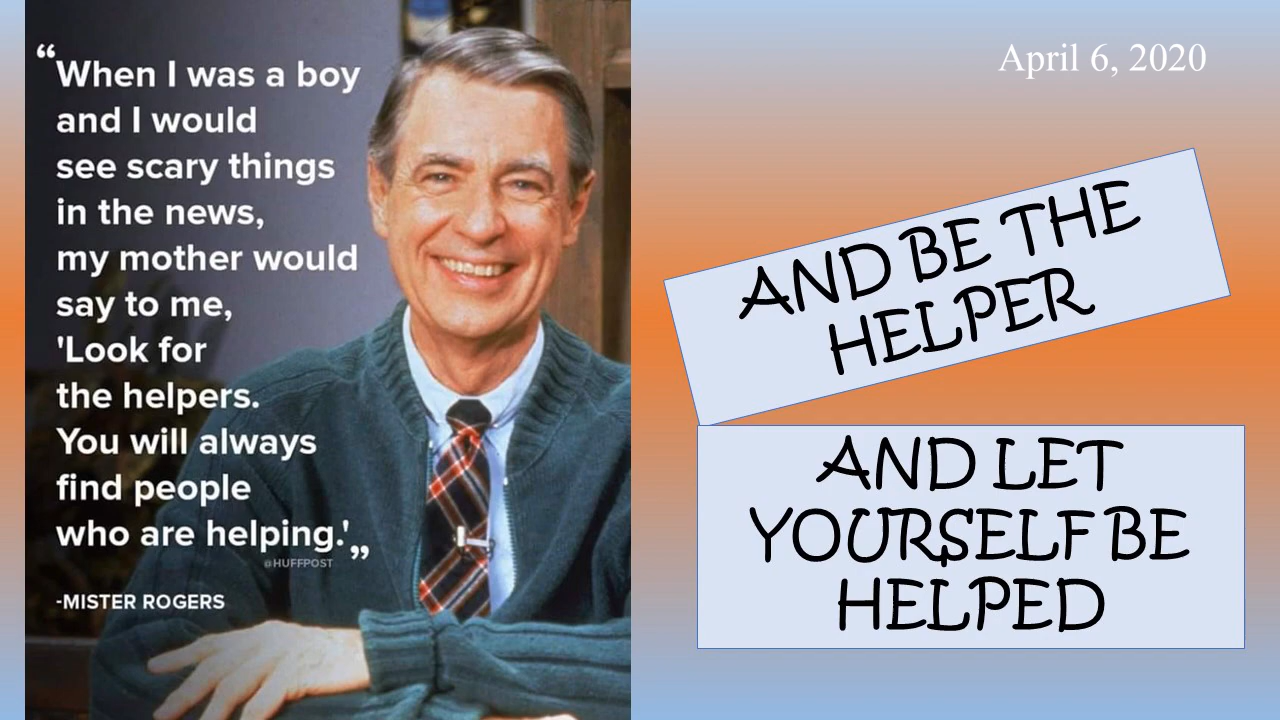 “When I was a boy
and I would
see scary things
in the news,
my mother would
say to me,
'Look for
the helpers.
You will always
find people
who are helping.'”
@HUFFPOST
-MISTER ROGERS
April 6, 2020
AND BE THE
HELPER
AND LET
YOURSELF BE
HELPED